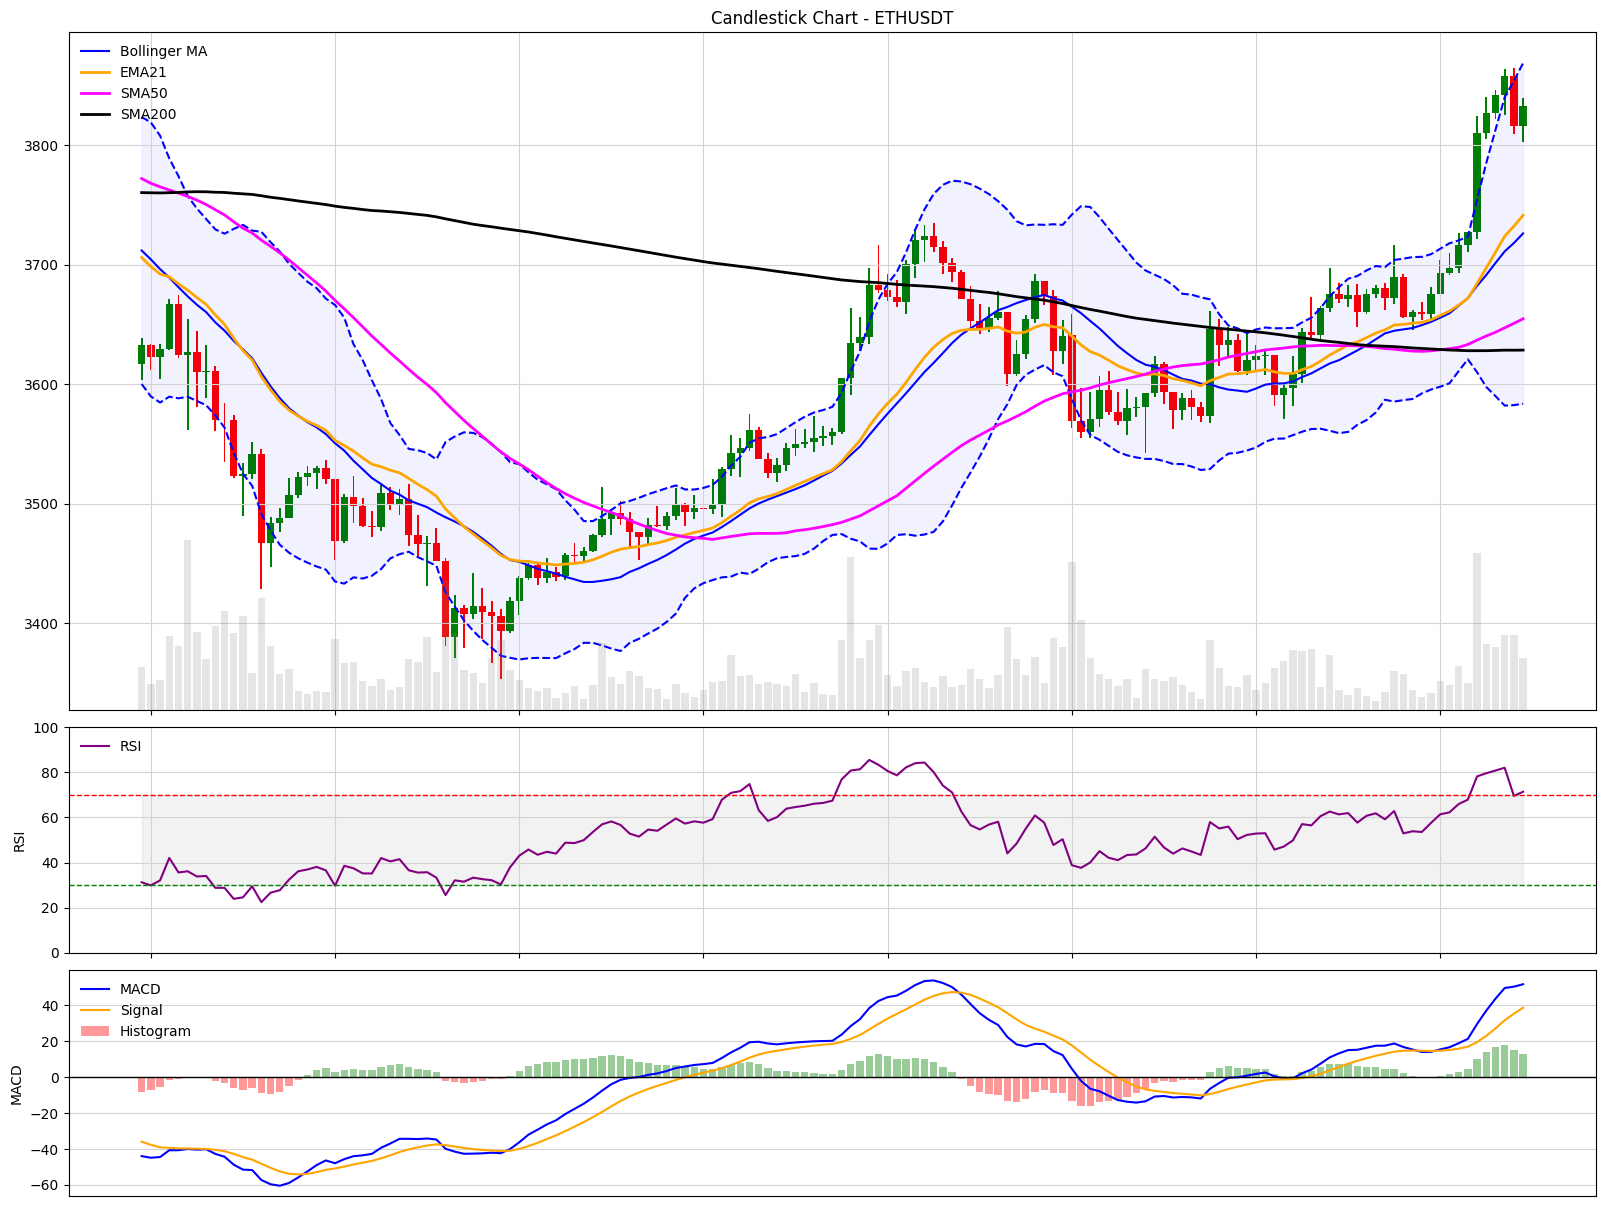 Candlestick Chart - ETHUSDT
Bollinger MA
EMA21
SMA50
SMA200
3800
3700
3600
3500
3400
RSI
100
80
60
40
20
0
RSI
MACD
Signal
Histogram
40
20
0
−20
−40
−60
MACD